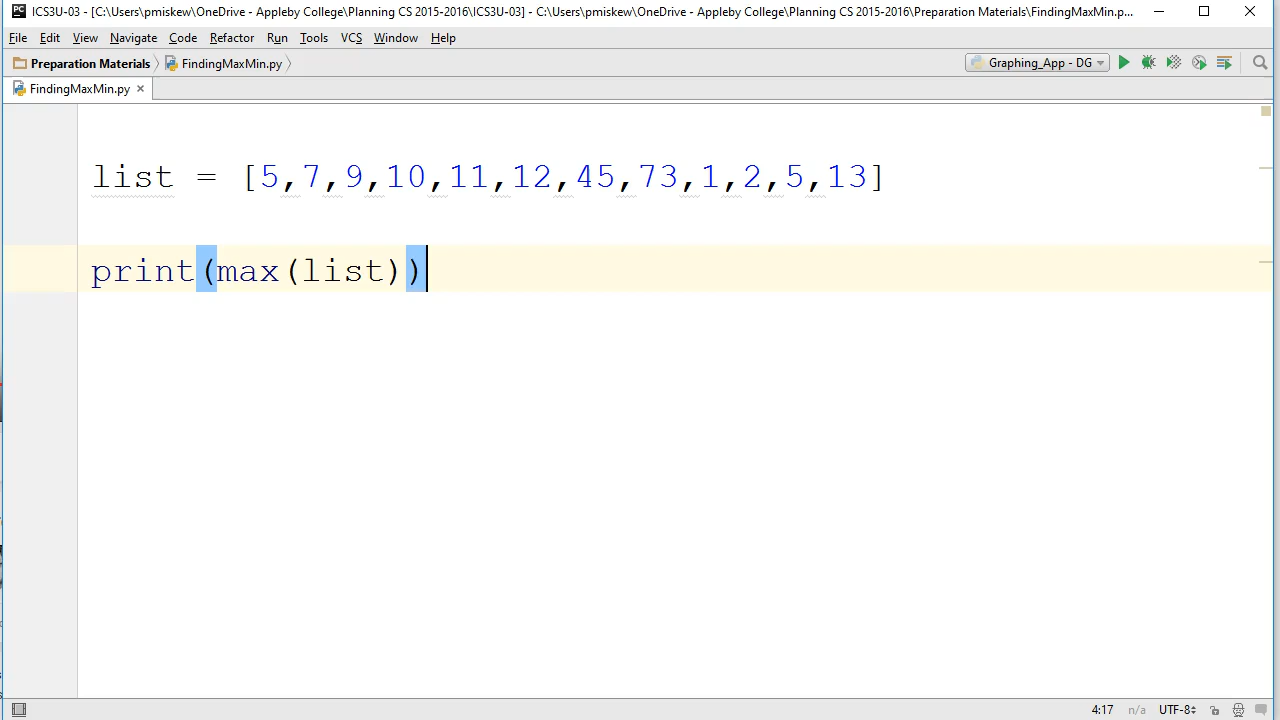 ICS3U-03 - [C:\Users\pmiskew\OneDrive - Appleby College\Planning CS 2015-2016\ICS3U-03] - C:\Users\pmiskew\OneDrive - Appleby College\Planning CS 2015-2016\Preparation Materials\FindingMaxMin.p...
File Edit View Navigate Code Refactor Run Tools VCS Window Help
Preparation Materials FindingMaxMin.py Graphing_App - DG
FindingMaxMin.py
list = [5,7,9,10,11,12,45,73,1,2,5,13]
print(max(list))
4:17 n/a UTF-8